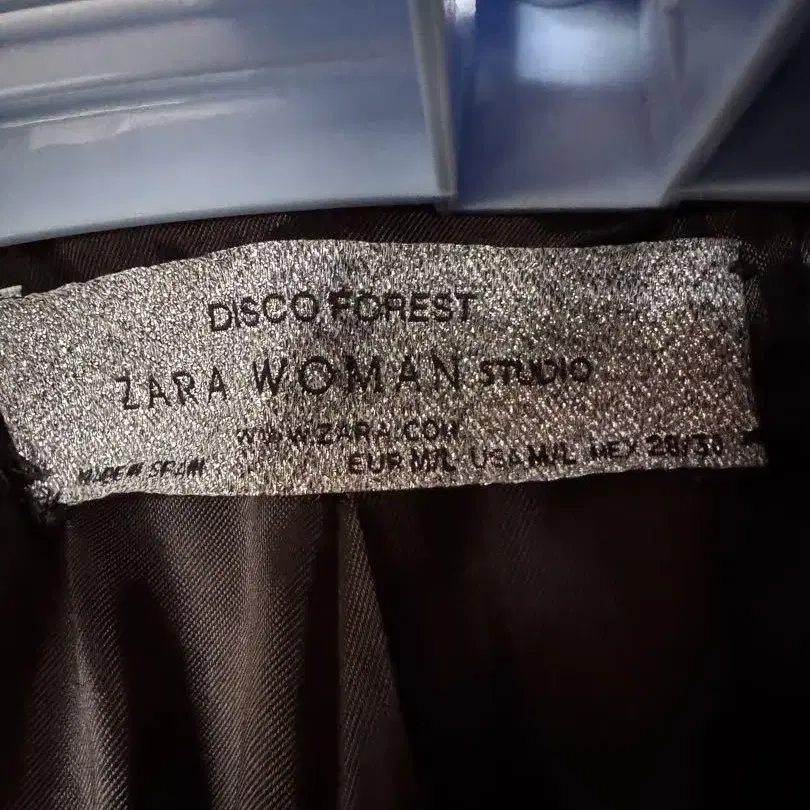 DISCO FOREST
ZARA WOMAN STUDIO
WWW.ZARA.COM
MADE IN SPAIN EUR M/L USA M/L MEX 28/30